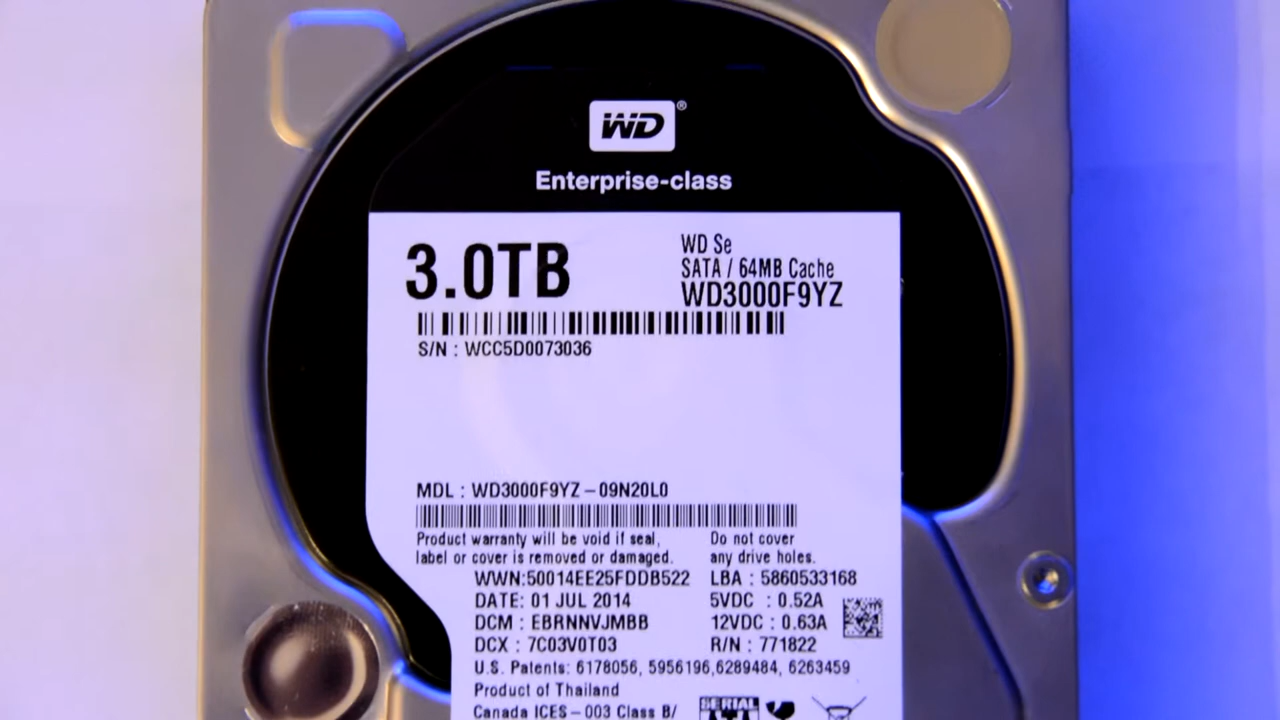 WD®
Enterprise-class
3.0TB
WD Se
SATA / 64MB Cache
WD3000F9YZ
S/N : WCC5D0073036
MDL : WD3000F9YZ – 09N20L0
Product warranty will be void if seal,
label or cover is removed or damaged.
Do not cover
any drive holes.
WWN:50014EE25FDDB522
LBA : 5860533168
DATE: 01 JUL 2014
5VDC : 0.52A
DCM : EBRNNVJMBB
12VDC : 0.63A
DCX : 7C03V0T03
R/N : 771822
U.S. Patents: 6178056, 5956196,6289484, 6263459
Product of Thailand
Canada ICES – 003 Class B/
SERIAL
ATA